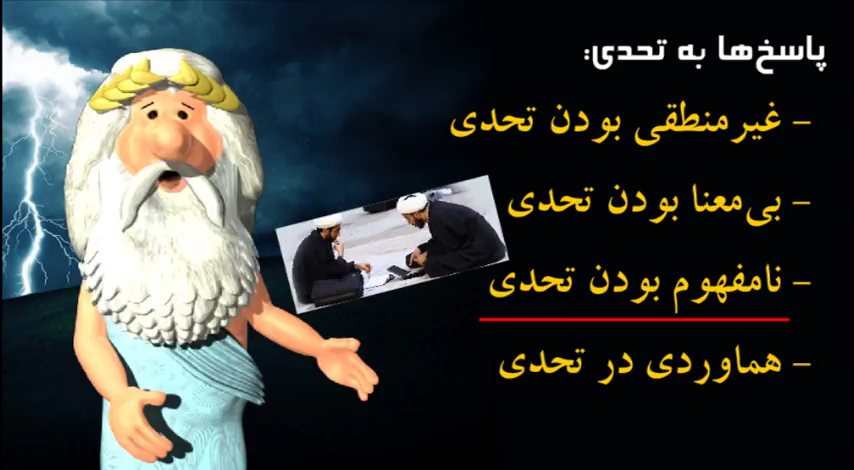 پاسخ‌ها به تحدی:
- غیرمنطقی بودن تحدی
- بی‌معنا بودن تحدی
- نامفهوم بودن تحدی
- هماوردی در تحدی